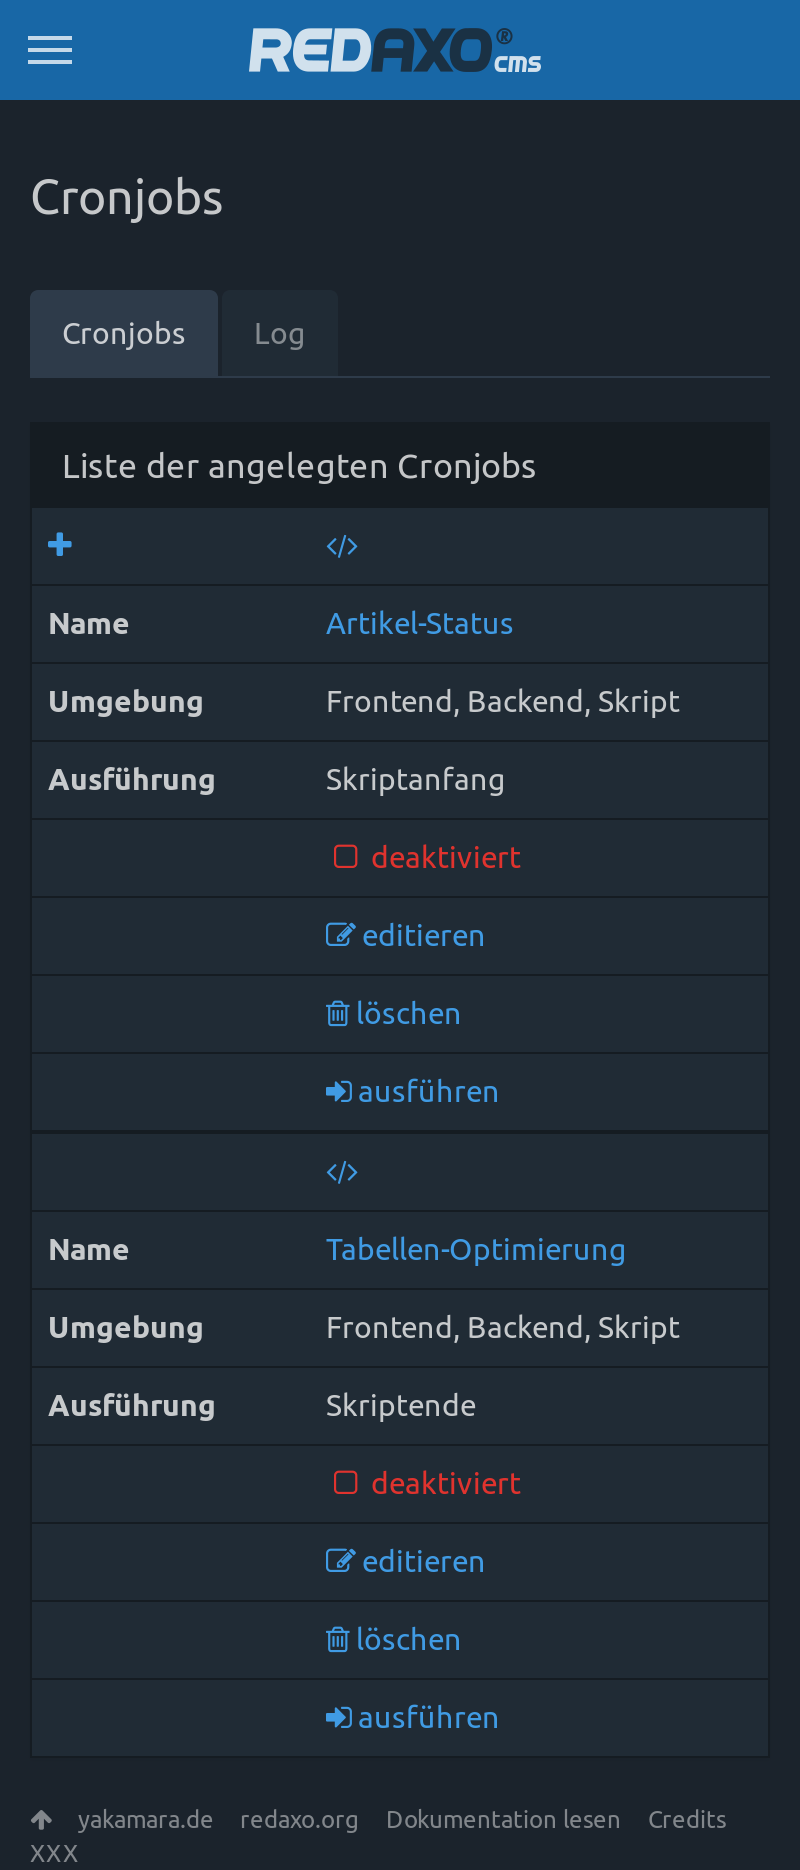 REDAXO® cms
Cronjobs
Cronjobs Log
Liste der angelegten Cronjobs
Name Artikel-Status
Umgebung Frontend, Backend, Skript
Ausführung Skriptanfang
deaktiviert
editieren
löschen
ausführen
Name Tabellen-Optimierung
Umgebung Frontend, Backend, Skript
Ausführung Skriptende
deaktiviert
editieren
löschen
ausführen
yakamara.de redaxo.org Dokumentation lesen Credits
XXX